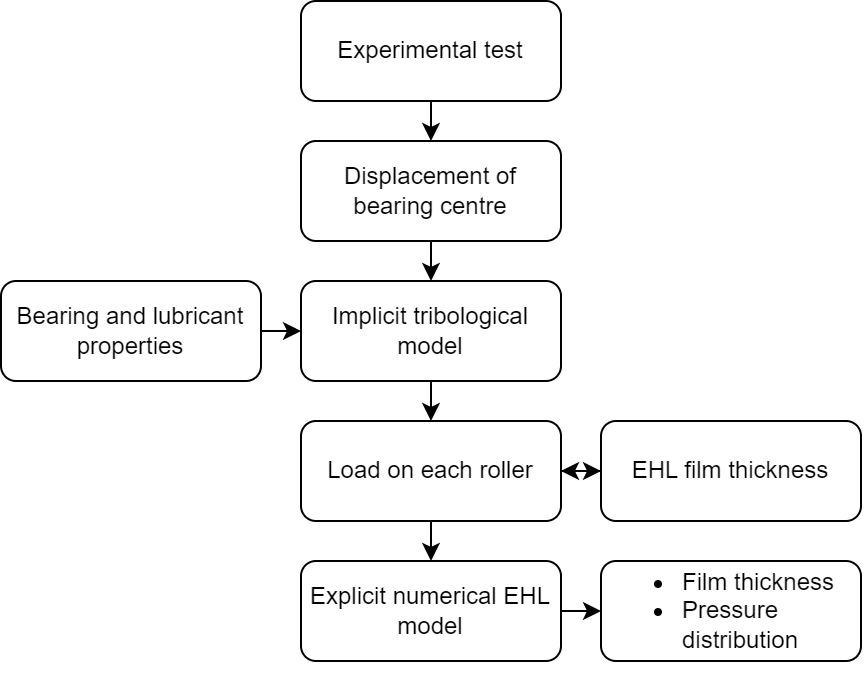 Experimental test
Displacement of
bearing centre
Bearing and lubricant
properties
Implicit tribological
model
Load on each roller
EHL film thickness
Explicit numerical EHL
model
• Film thickness
• Pressure
distribution